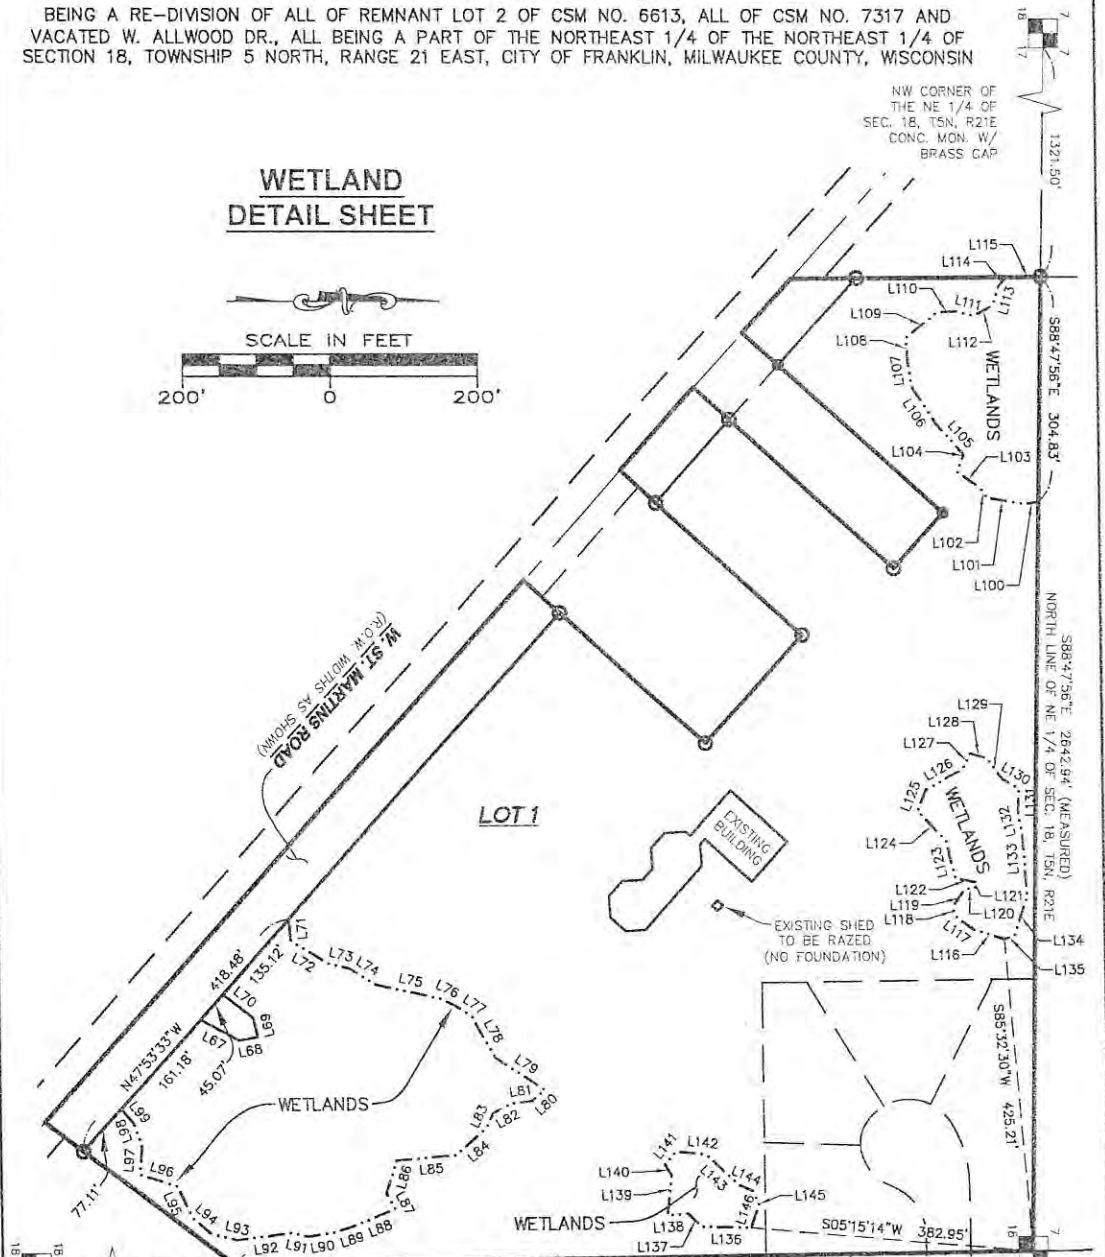 BEING A RE-DIVISION OF ALL OF REMNANT LOT 2 OF CSM NO. 6613, ALL OF CSM NO. 7317 AND
VACATED W. ALLWOOD DR., ALL BEING A PART OF THE NORTHEAST 1/4 OF THE NORTHEAST 1/4 OF
SECTION 18, TOWNSHIP 5 NORTH, RANGE 21 EAST, CITY OF FRANKLIN, MILWAUKEE COUNTY, WISCONSIN
18
7
17
7
NW CORNER OF
THE NE 1/4 OF
SEC. 18, T5N, R21E
CONC. MON. W/
BRASS CAP
1321.50'
WETLAND
DETAIL SHEET
SCALE IN FEET
200'
0
200'
L115
L114
L110
L111
L113
L109
L108
L112
L107
WETLANDS
L106
L105
L104
L103
L102
L101
L100
S88°47'56"E 304.83'
S88°47'56"E 2642.94' (MEASURED)
NORTH LINE OF NE 1/4 OF SEC. 18, T5N, R21E
W. ST. MARTINS ROAD
(R.O.W. WIDTHS AS SHOWN)
LOT 1
EXISTING
BUILDING
EXISTING SHED
TO BE RAZED
(NO FOUNDATION)
L129
L128
L127
L126
L130
L125
L131
WETLANDS
L132
L124
L133
L123
L122
L121
L119
L120
L118
L117
L134
L116
L135
S85°32'30"W 425.21'
L71
418.48'
135.12'
L72
L73
L74
L75
L76
L77
L78
L79
L70
L69
L67
L68
N47°53'33"W
161.18'
45.07'
L81
L80
L82
L83
L84
L85
L86
L87
L88
L89
L90
L91
L92
L93
L94
L95
L96
L97
L98
L99
WETLANDS
77.11'
L141
L142
L140
L143
L144
L139
L145
L146
L138
L137
L136
WETLANDS
S05°15'14"W 382.95'
18
7
18
18